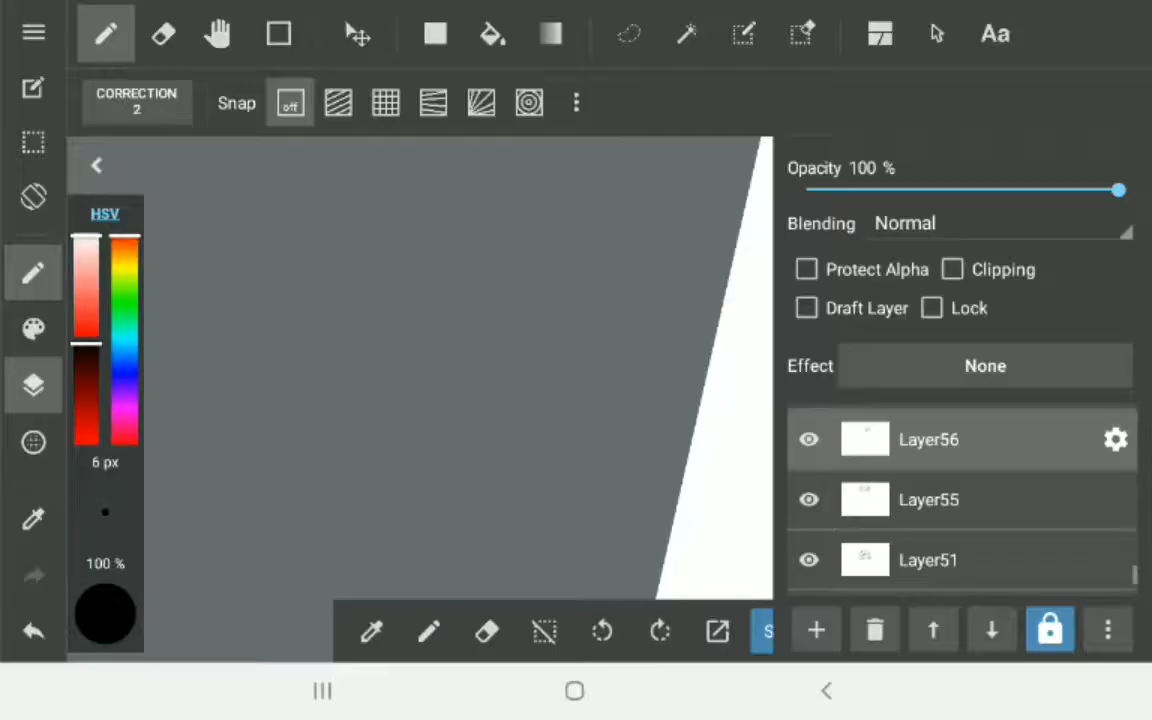 Aa
CORRECTION
2
Snap
off
HSV
6 px
100 %
Opacity 100 %
Blending Normal
Protect Alpha
Clipping
Draft Layer
Lock
Effect None
Layer56
Layer55
Layer51
S